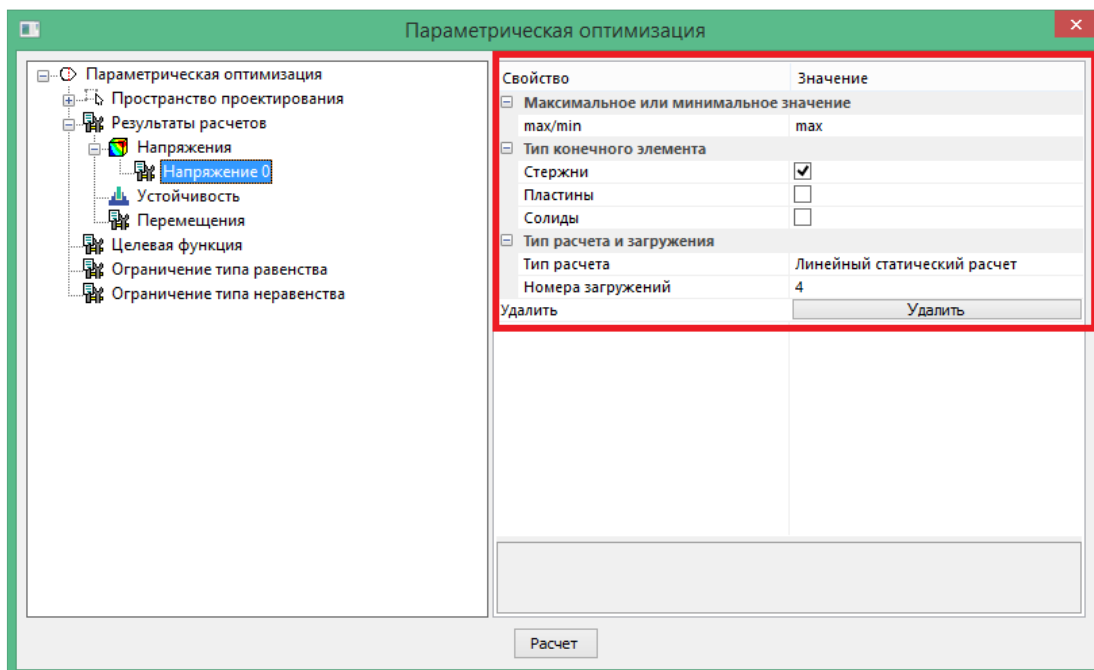 Параметрическая оптимизация
Параметрическая оптимизация
Пространство проектирования
Результаты расчетов
Напряжения
Напряжение 0
Устойчивость
Перемещения
Целевая функция
Ограничение типа равенства
Ограничение типа неравенства
Свойство Значение
Максимальное или минимальное значение
max/min max
Тип конечного элемента
Стержни
Пластины
Солиды
Тип расчета и загружения
Тип расчета Линейный статический расчет
Номера загружений 4
Удалить Удалить
Расчет